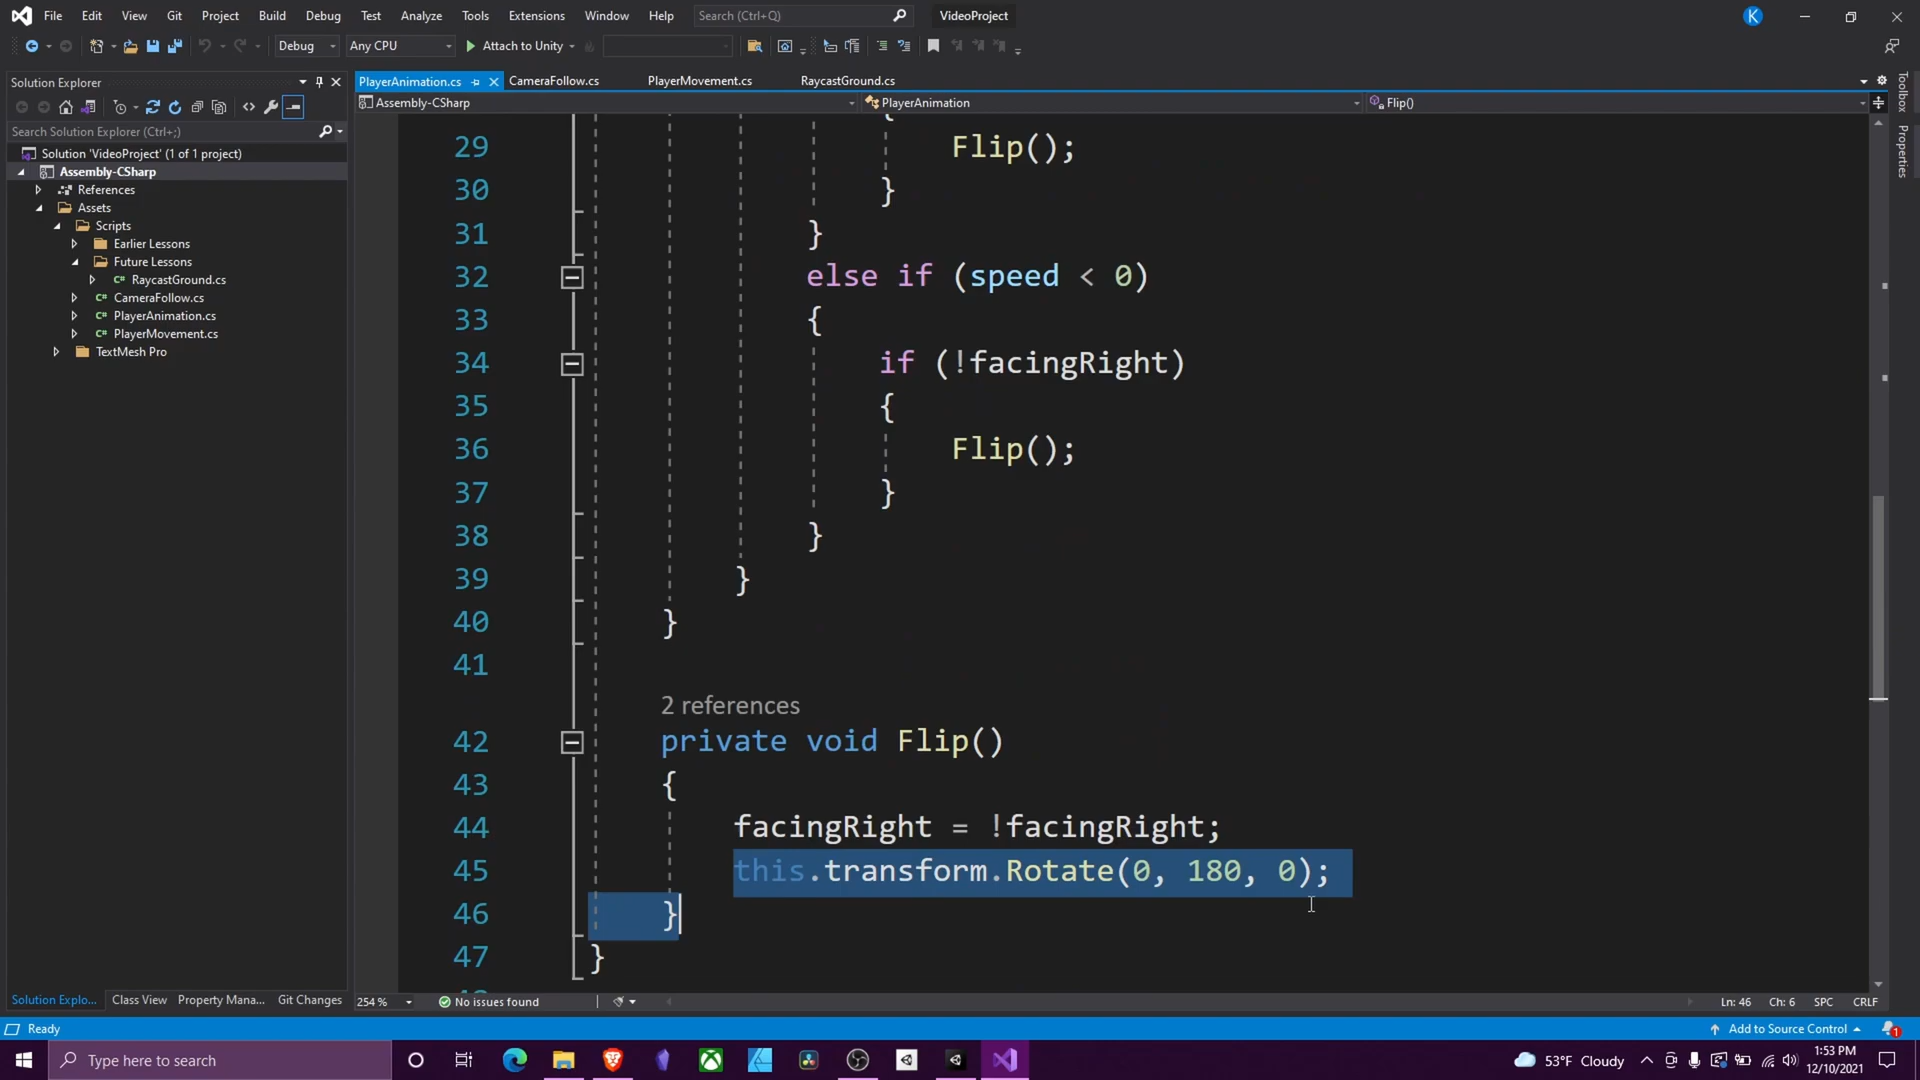 File Edit View Git Project Build Debug Test Analyze Tools Extensions Window Help Search (Ctrl+Q) VideoProject K
Debug Any CPU Attach to Unity
Solution Explorer
Search Solution Explorer (Ctrl+;)
Solution 'VideoProject' (1 of 1 project)
Assembly-CSharp
References
Assets
Scripts
Earlier Lessons
Future Lessons
C# RaycastGround.cs
C# CameraFollow.cs
C# PlayerAnimation.cs
C# PlayerMovement.cs
TextMesh Pro
Solution Explo... Class View Property Mana... Git Changes
PlayerAnimation.cs CameraFollow.cs PlayerMovement.cs RaycastGround.cs
Assembly-CSharp PlayerAnimation Flip()
{
29 Flip();
30 }
31 }
32 else if (speed < 0)
33 {
34 if (!facingRight)
35 {
36 Flip();
37 }
38 }
39 }
40 }
41
2 references
42 private void Flip()
43 {
44 facingRight = !facingRight;
45 this.transform.Rotate(0, 180, 0);
46 }
47 }
254 % No issues found Ln: 46 Ch: 6 SPC CRLF
Toolbox
Properties
Ready Add to Source Control 1
Type here to search 53°F Cloudy 1:53 PM
12/10/2021